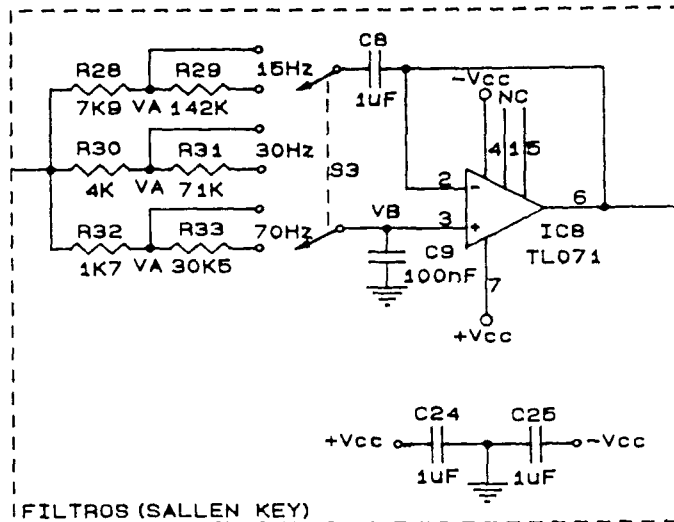 R28 R29 15Hz C8
7K9 VA 142K 1uF -Vcc NC
R30 R31 30Hz 4 1 5
4K VA 71K S3 2 - 6
R32 R33 70Hz VB 3 + IC8
1K7 VA 30K5 C9 TL071
100nF 7
+Vcc
C24 C25
+Vcc -Vcc
1uF 1uF
FILTROS (SALLEN KEY)